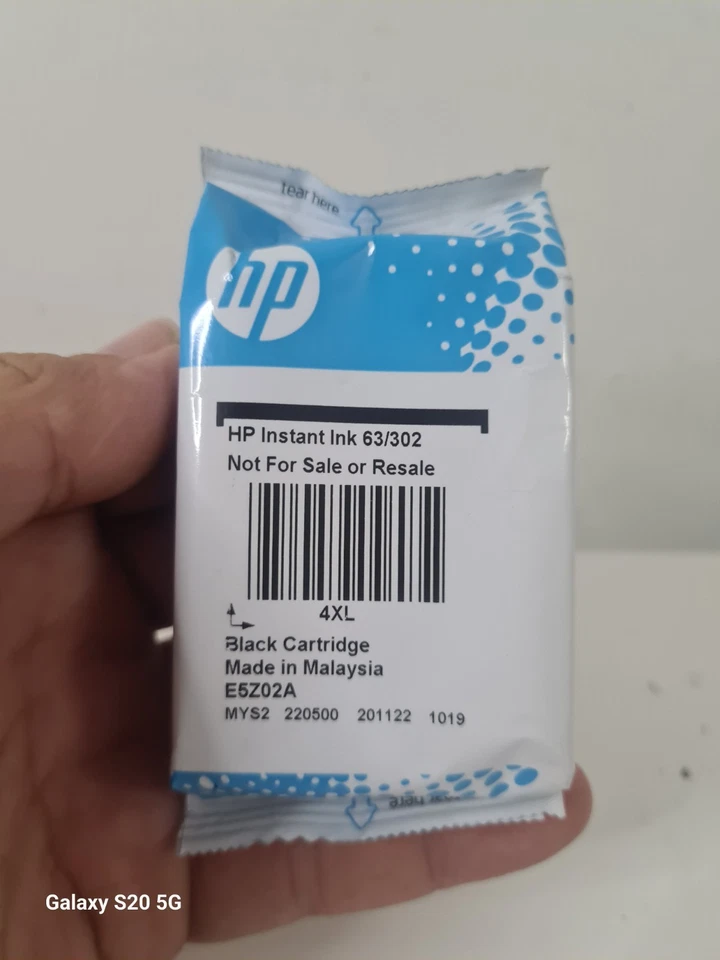 tear here
hp
HP Instant Ink 63/302
Not For Sale or Resale
4XL
Black Cartridge
Made in Malaysia
E5Z02A
MYS2 220500 201122 1019
tear here
Galaxy S20 5G